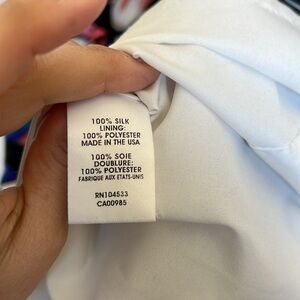 100% SILK
LINING:
100% POLYESTER
MADE IN THE USA
100% SOIE
DOUBLURE:
100% POLYESTER
FABRIQUE AUX ETATS-UNIS
RN104533
CA00985